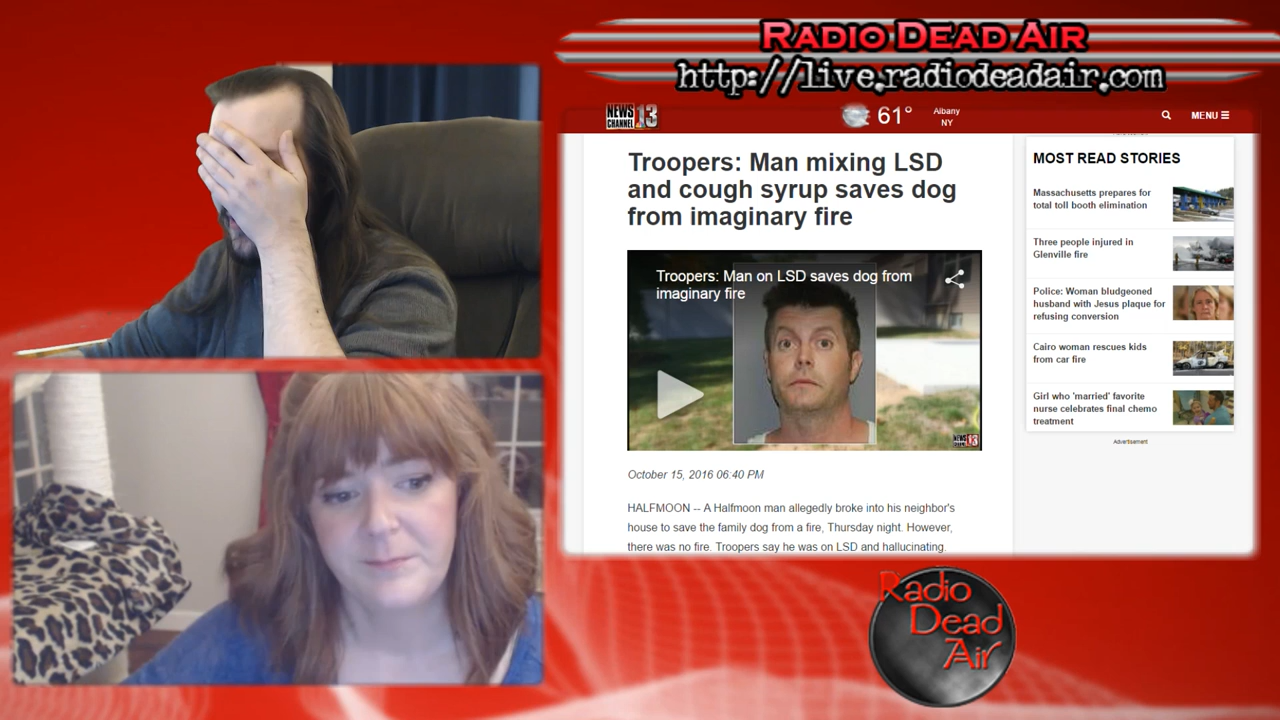 RADIO DEAD AIR
http://live.radiodeadair.com
NEWS
CHANNEL 13
61°
Albany
NY
MENU
Troopers: Man mixing LSD
and cough syrup saves dog
from imaginary fire
Troopers: Man on LSD saves dog from
imaginary fire
NEWS
13
October 15, 2016 06:40 PM
HALFMOON -- A Halfmoon man allegedly broke into his neighbor's
house to save the family dog from a fire, Thursday night. However,
there was no fire. Troopers say he was on LSD and hallucinating.
MOST READ STORIES
Massachusetts prepares for
total toll booth elimination
Three people injured in
Glenville fire
Police: Woman bludgeoned
husband with Jesus plaque for
refusing conversion
Cairo woman rescues kids
from car fire
Girl who 'married' favorite
nurse celebrates final chemo
treatment
Advertisement
Radio
Dead
Air